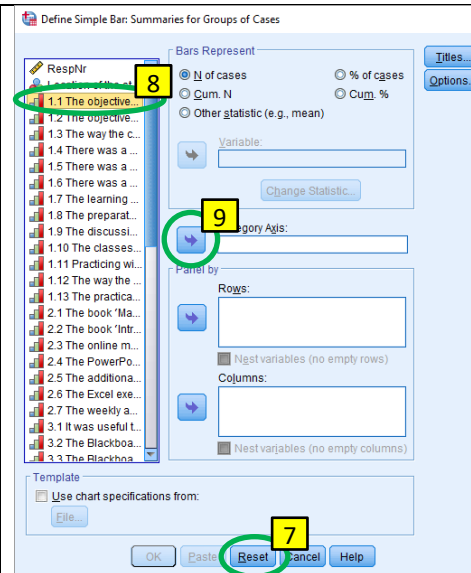 Define Simple Bar: Summaries for Groups of Cases
RespNr
8
1.1 The objective...
1.2 The objective...
1.3 The way the c...
1.4 There was a ...
1.5 There was a ...
1.6 There was a ...
1.7 The learning ...
1.8 The preparat...
1.9 The discussi...
1.10 The classes...
1.11 Practicing wi...
1.12 The way the ...
1.13 The practica...
2.1 The book 'Ma...
2.2 The book 'Intr...
2.3 The online m...
2.4 The PowerPo...
2.5 The additiona...
2.6 The Excel exe...
2.7 The weekly a...
3.1 It was useful t...
3.2 The Blackboa...
3.3 The Blackboa...
Bars Represent
N of cases
% of cases
Cum. N
Cum. %
Other statistic (e.g., mean)
Variable:
Change Statistic...
9
Axis:
Panel by
Rows:
Nest variables (no empty rows)
Columns:
Nest variables (no empty columns)
Titles...
Options...
Template
Use chart specifications from:
File...
7
OK
Paste
Reset
Cancel
Help